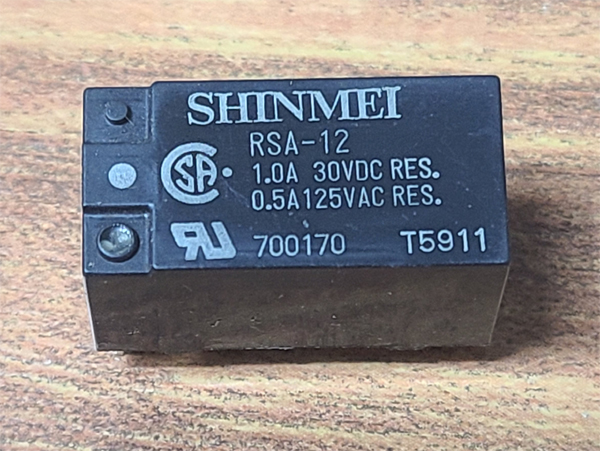 SHINMEI
RSA-12
1.0A 30VDC RES.
0.5A125VAC RES.
700170 T5911